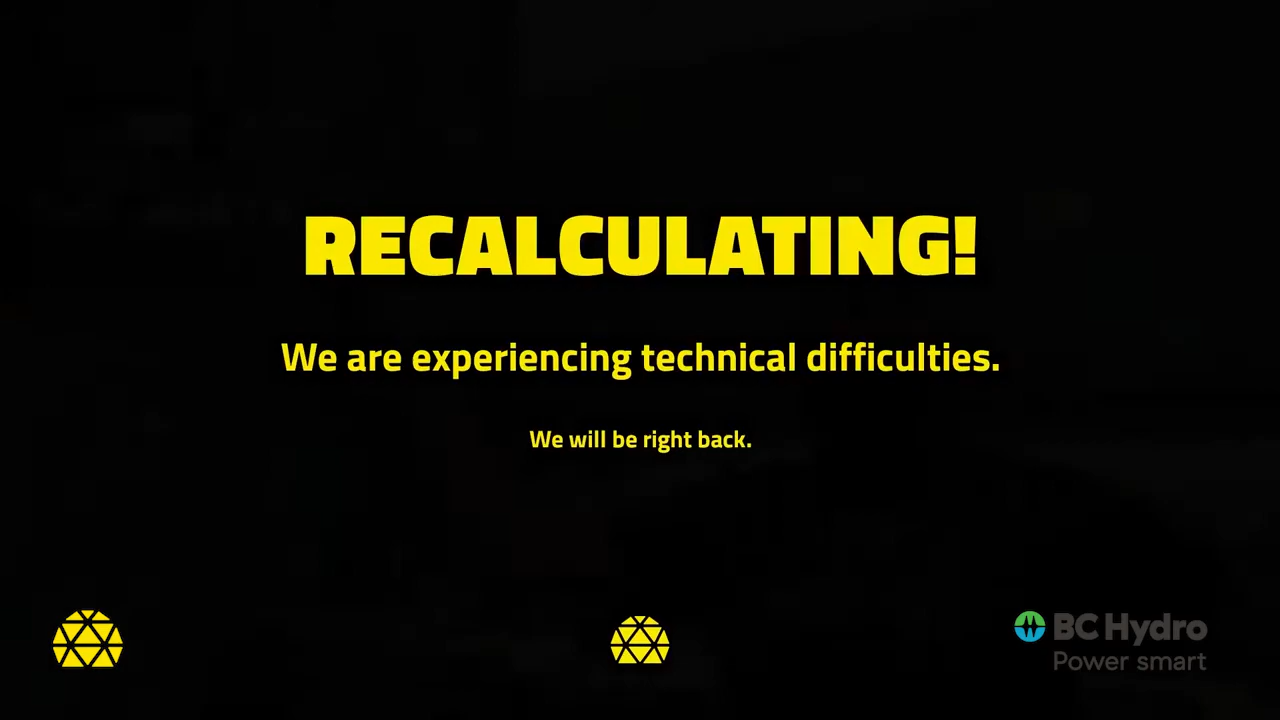 RECALCULATING!
We are experiencing technical difficulties.
We will be right back.
BC Hydro
Power smart